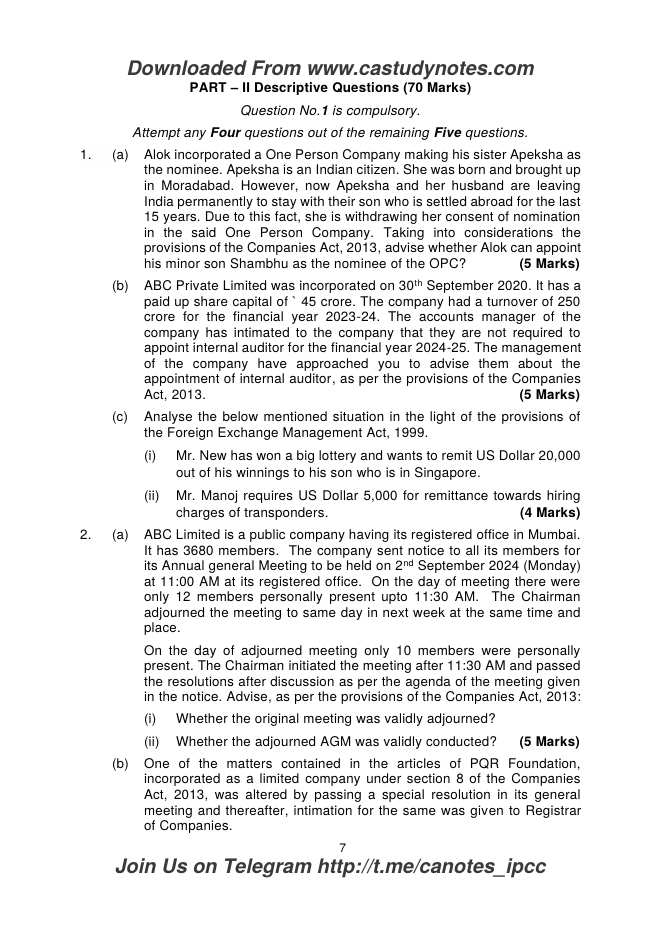 Downloaded From www.castudynotes.com
PART – II Descriptive Questions (70 Marks)
Question No.1 is compulsory.
Attempt any Four questions out of the remaining Five questions.
1. (a) Alok incorporated a One Person Company making his sister Apeksha as
the nominee. Apeksha is an Indian citizen. She was born and brought up
in Moradabad. However, now Apeksha and her husband are leaving
India permanently to stay with their son who is settled abroad for the last
15 years. Due to this fact, she is withdrawing her consent of nomination
in the said One Person Company. Taking into considerations the
provisions of the Companies Act, 2013, advise whether Alok can appoint
his minor son Shambhu as the nominee of the OPC? (5 Marks)
(b) ABC Private Limited was incorporated on 30th September 2020. It has a
paid up share capital of ` 45 crore. The company had a turnover of 250
crore for the financial year 2023-24. The accounts manager of the
company has intimated to the company that they are not required to
appoint internal auditor for the financial year 2024-25. The management
of the company have approached you to advise them about the
appointment of internal auditor, as per the provisions of the Companies
Act, 2013. (5 Marks)
(c) Analyse the below mentioned situation in the light of the provisions of
the Foreign Exchange Management Act, 1999.
(i) Mr. New has won a big lottery and wants to remit US Dollar 20,000
out of his winnings to his son who is in Singapore.
(ii) Mr. Manoj requires US Dollar 5,000 for remittance towards hiring
charges of transponders. (4 Marks)
2. (a) ABC Limited is a public company having its registered office in Mumbai.
It has 3680 members. The company sent notice to all its members for
its Annual general Meeting to be held on 2nd September 2024 (Monday)
at 11:00 AM at its registered office. On the day of meeting there were
only 12 members personally present upto 11:30 AM. The Chairman
adjourned the meeting to same day in next week at the same time and
place.
On the day of adjourned meeting only 10 members were personally
present. The Chairman initiated the meeting after 11:30 AM and passed
the resolutions after discussion as per the agenda of the meeting given
in the notice. Advise, as per the provisions of the Companies Act, 2013:
(i) Whether the original meeting was validly adjourned?
(ii) Whether the adjourned AGM was validly conducted? (5 Marks)
(b) One of the matters contained in the articles of PQR Foundation,
incorporated as a limited company under section 8 of the Companies
Act, 2013, was altered by passing a special resolution in its general
meeting and thereafter, intimation for the same was given to Registrar
of Companies.
7
Join Us on Telegram http://t.me/canotes_ipcc